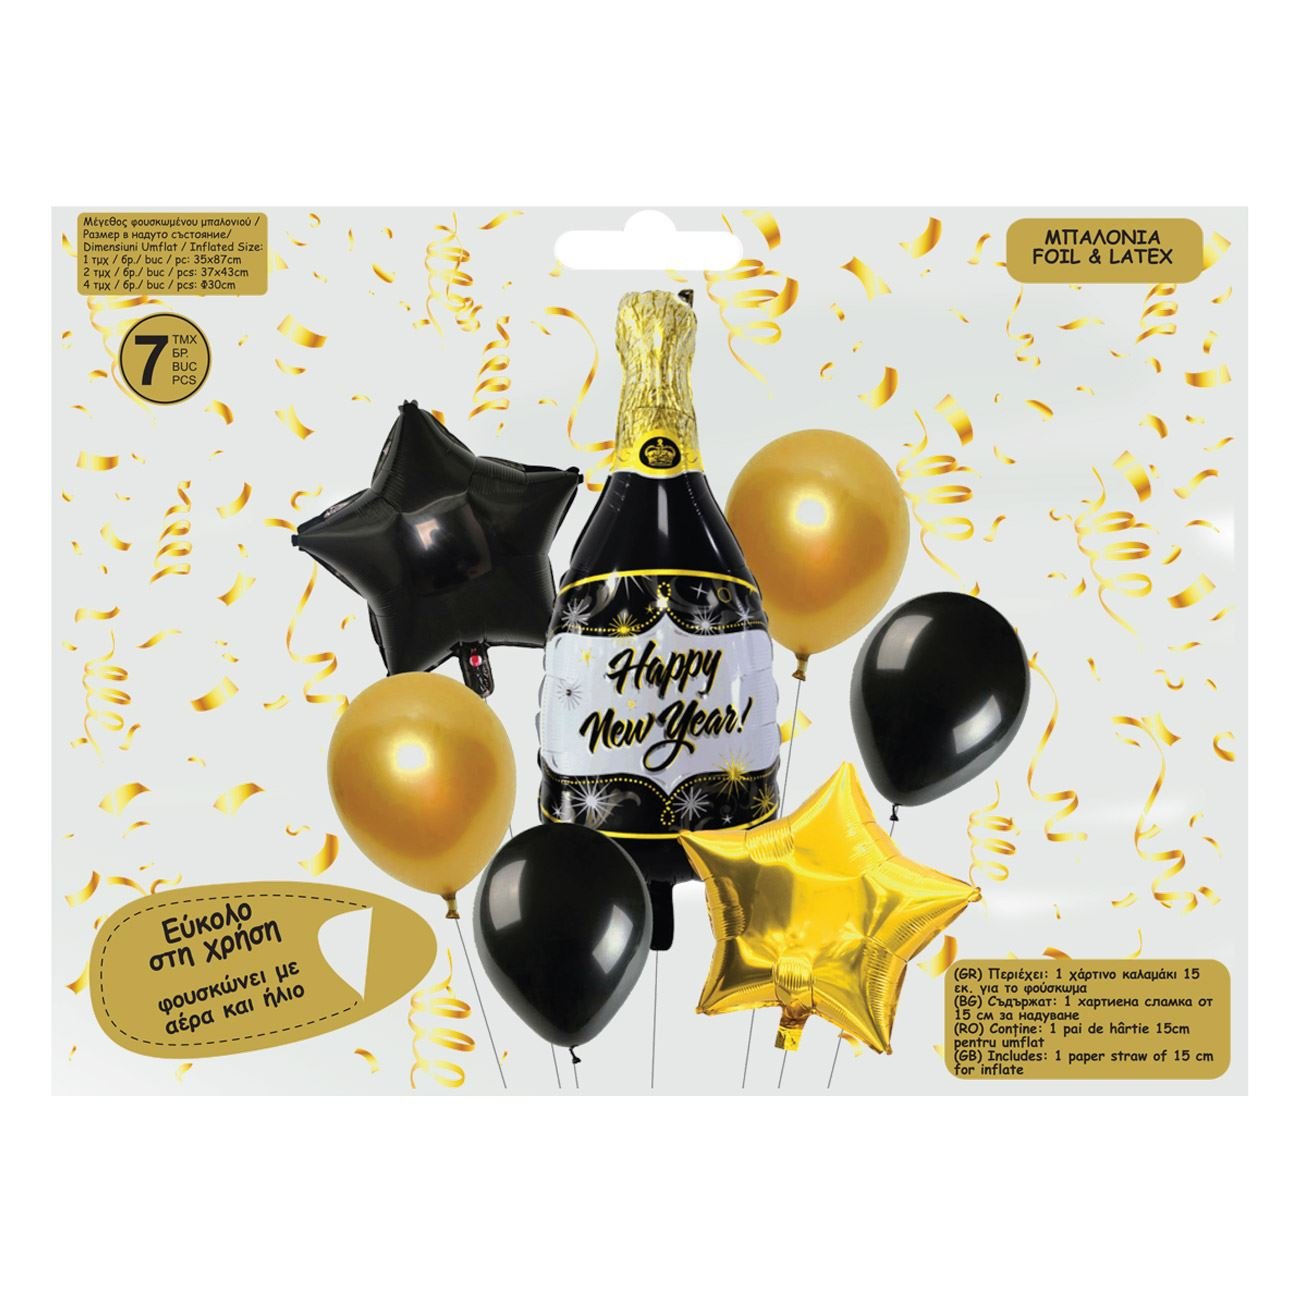 Μέγεθος φουσκωμένου μπαλονιού /
Размер в надуто състояние/
Dimensiuni Umflat / Inflated Size:
1 τμχ / бр./ buc / pc: 35x87cm
2 τμχ / бр./ buc / pcs: 37x43cm
4 τμχ / бр./ buc / pcs: Φ30cm
ΜΠΑΛΟΝΙΑ
FOIL & LATEX
7 ΤΜΧ
БР.
BUC
PCS
Happy
New Year!
Εύκολο
στη χρήση
φουσκώνει με
αέρα και ήλιο
(GR) Περιέχει: 1 χάρτινο καλαμάκι 15
εκ. για το φούσκωμα
(BG) Съдържат: 1 хартиена сламка от
15 см за надуване
(RO) Conține: 1 pai de hârtie 15cm
pentru umflat
(GB) Includes: 1 paper straw of 15 cm
for inflate